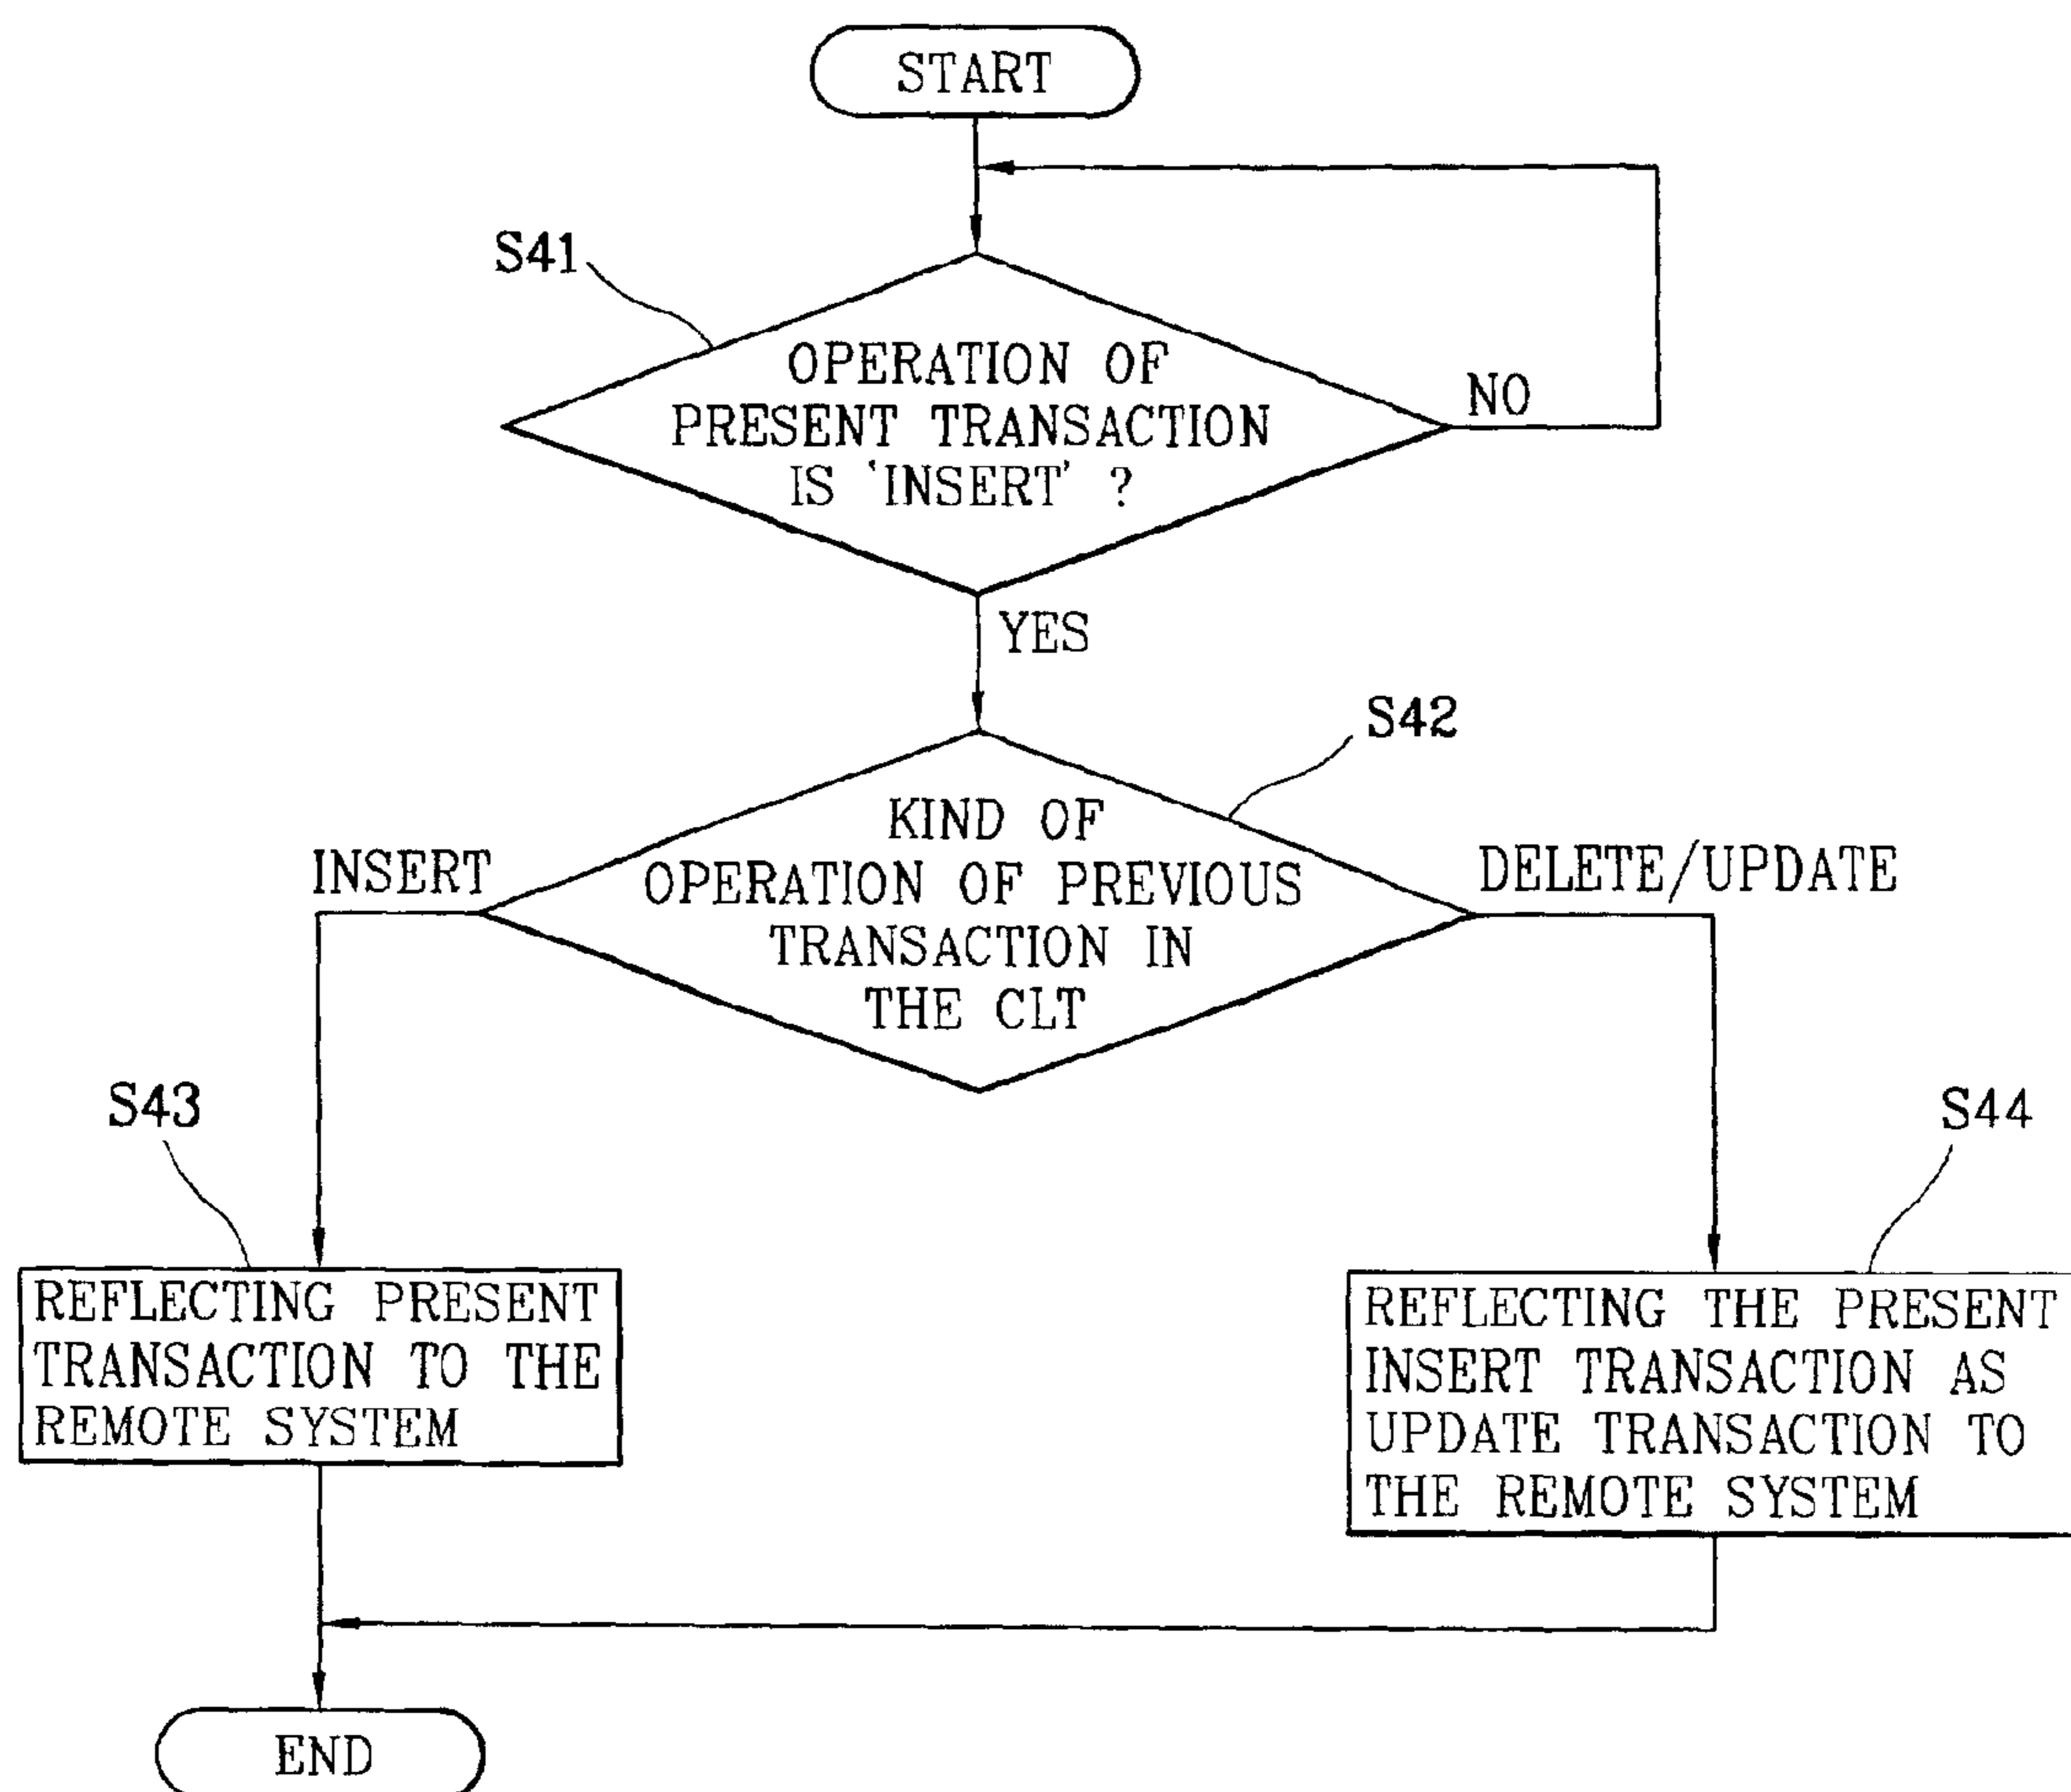 START
S41
OPERATION OF
PRESENT TRANSACTION
IS 'INSERT' ?
NO
YES
S42
KIND OF
OPERATION OF PREVIOUS
TRANSACTION IN
THE CLT
INSERT
DELETE/UPDATE
S43
S44
REFLECTING PRESENT
TRANSACTION TO THE
REMOTE SYSTEM
REFLECTING THE PRESENT
INSERT TRANSACTION AS
UPDATE TRANSACTION TO
THE REMOTE SYSTEM
END